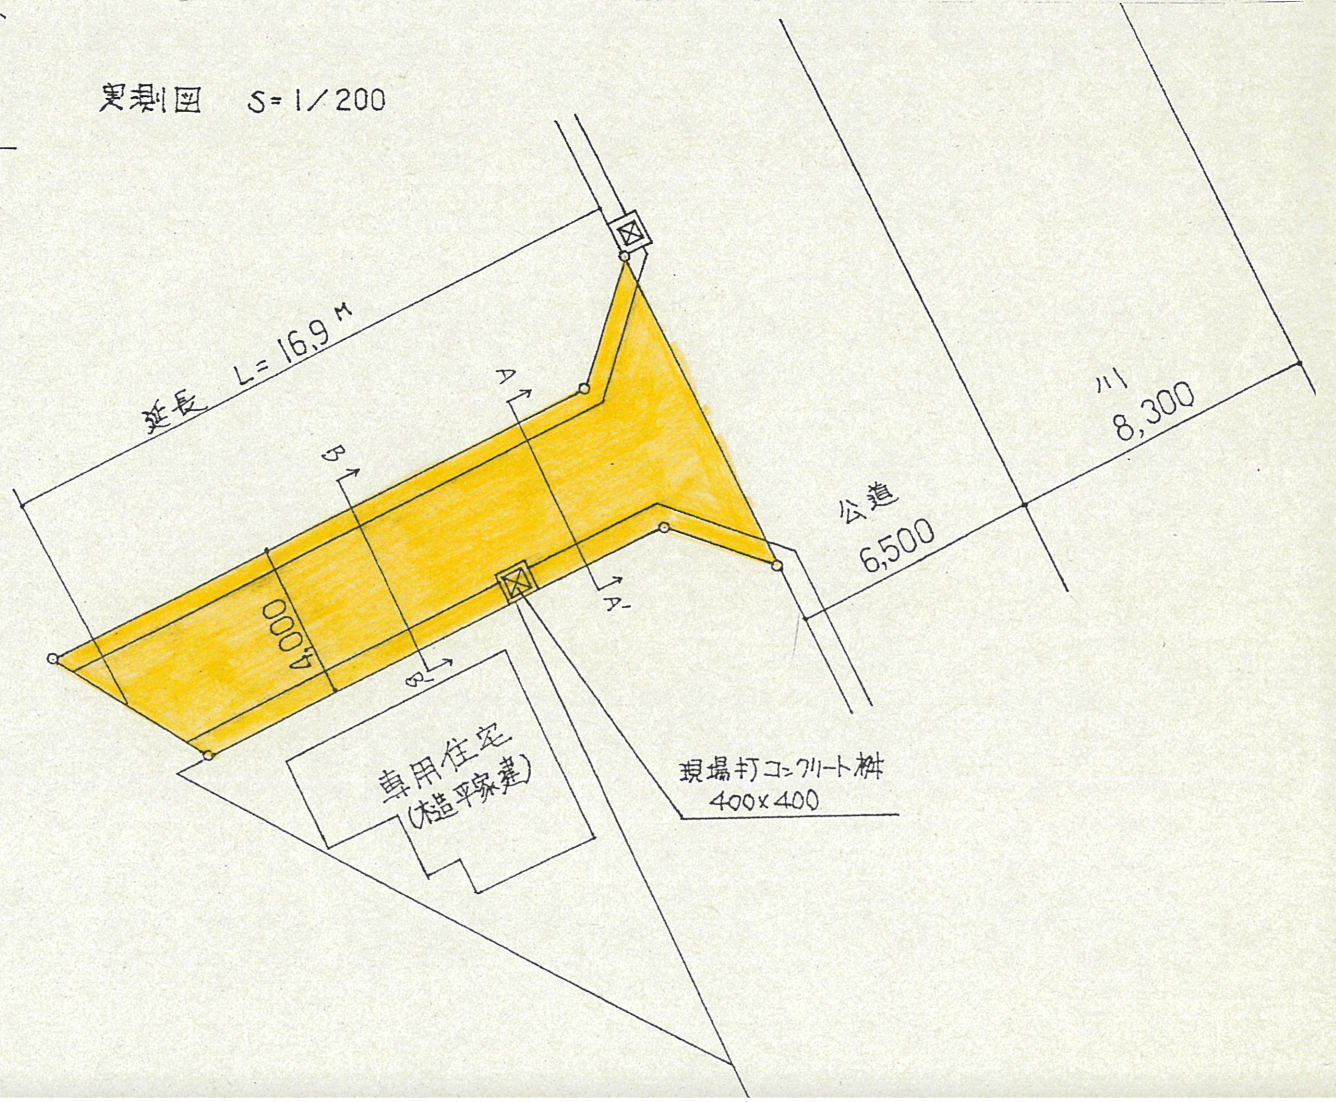 実測図 S=1/200
延長 L=16.9M
A
B
川
8,300
公道
6,500
4,000
A'
B'
専用住宅
(木造平家建)
現場打コンクリート桝
400×400